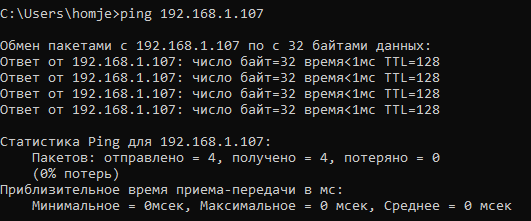 C:\Users\homje>ping 192.168.1.107
Обмен пакетами с 192.168.1.107 по с 32 байтами данных:
Ответ от 192.168.1.107: число байт=32 время<1мс TTL=128
Ответ от 192.168.1.107: число байт=32 время<1мс TTL=128
Ответ от 192.168.1.107: число байт=32 время<1мс TTL=128
Ответ от 192.168.1.107: число байт=32 время<1мс TTL=128
Статистика Ping для 192.168.1.107:
Пакетов: отправлено = 4, получено = 4, потеряно = 0
(0% потерь)
Приблизительное время приема-передачи в мс:
Минимальное = 0мсек, Максимальное = 0 мсек, Среднее = 0 мсек